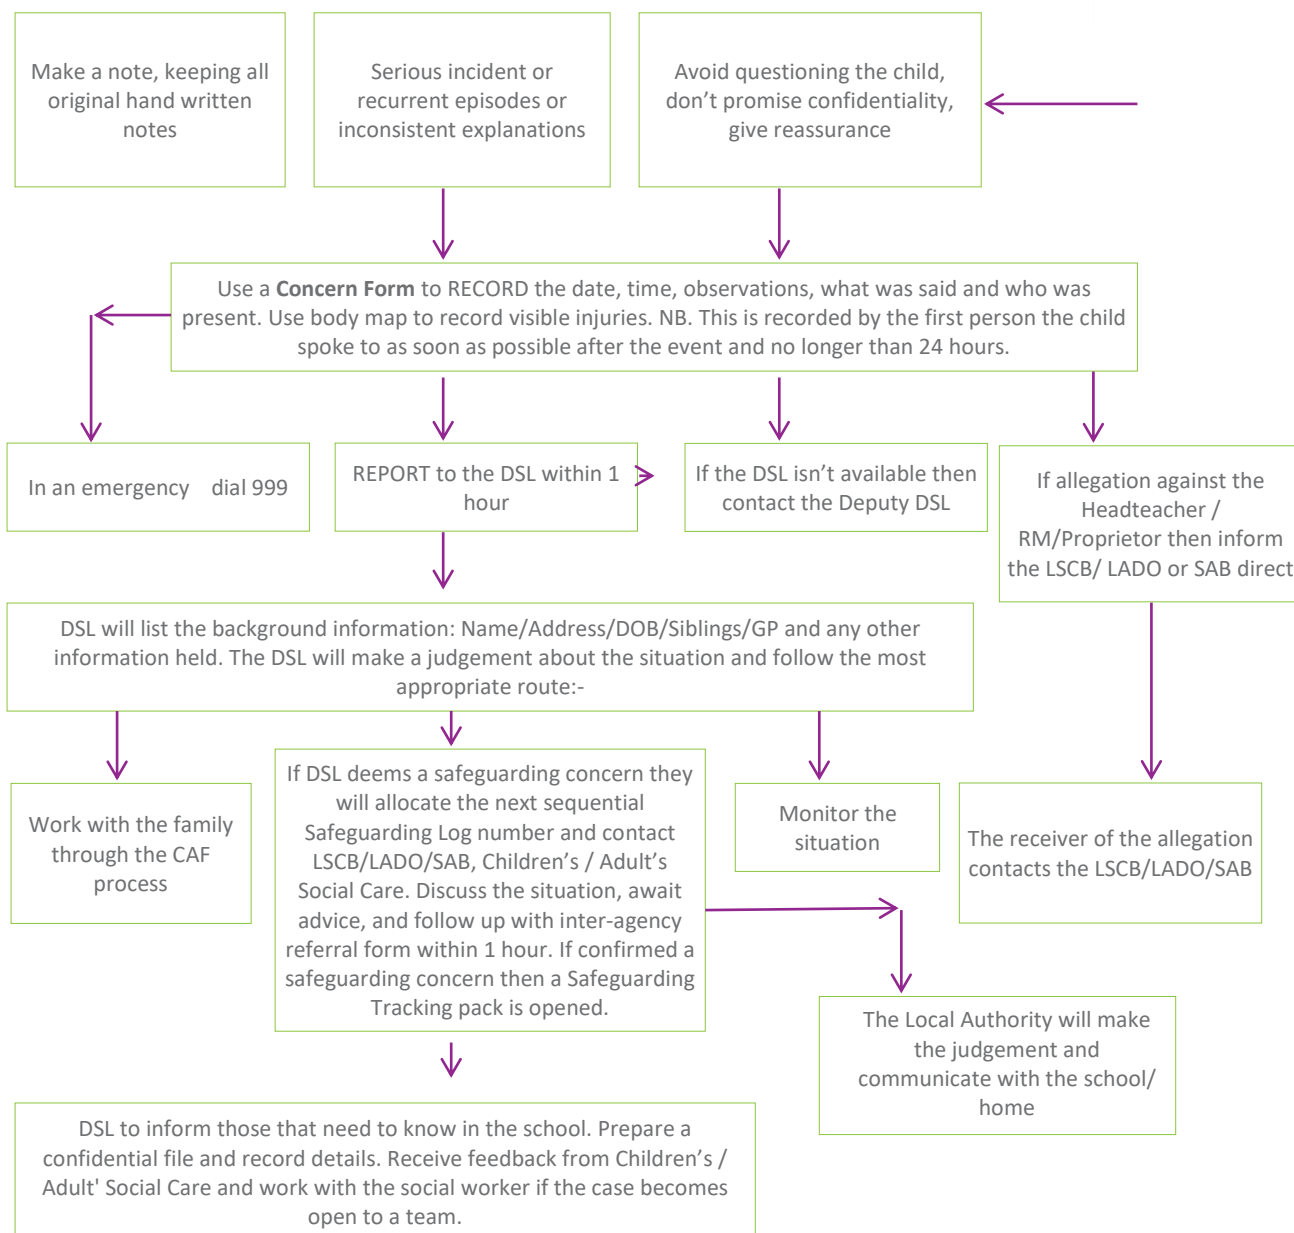 Make a note, keeping all
original hand written
notes
Serious incident or
recurrent episodes or
inconsistent explanations
Avoid questioning the child,
don’t promise confidentiality,
give reassurance
Use a Concern Form to RECORD the date, time, observations, what was said and who was
present. Use body map to record visible injuries. NB. This is recorded by the first person the child
spoke to as soon as possible after the event and no longer than 24 hours.
In an emergency dial 999
REPORT to the DSL within 1
hour
If the DSL isn’t available then
contact the Deputy DSL
If allegation against the
Headteacher /
RM/Proprietor then inform
the LSCB/ LADO or SAB direct
DSL will list the background information: Name/Address/DOB/Siblings/GP and any other
information held. The DSL will make a judgement about the situation and follow the most
appropriate route:-
Work with the family
through the CAF
process
If DSL deems a safeguarding concern they
will allocate the next sequential
Safeguarding Log number and contact
LSCB/LADO/SAB, Children’s / Adult’s
Social Care. Discuss the situation, await
advice, and follow up with inter-agency
referral form within 1 hour. If confirmed a
safeguarding concern then a Safeguarding
Tracking pack is opened.
Monitor the
situation
The receiver of the allegation
contacts the LSCB/LADO/SAB
The Local Authority will make
the judgement and
communicate with the school/
home
DSL to inform those that need to know in the school. Prepare a
confidential file and record details. Receive feedback from Children’s /
Adult' Social Care and work with the social worker if the case becomes
open to a team.